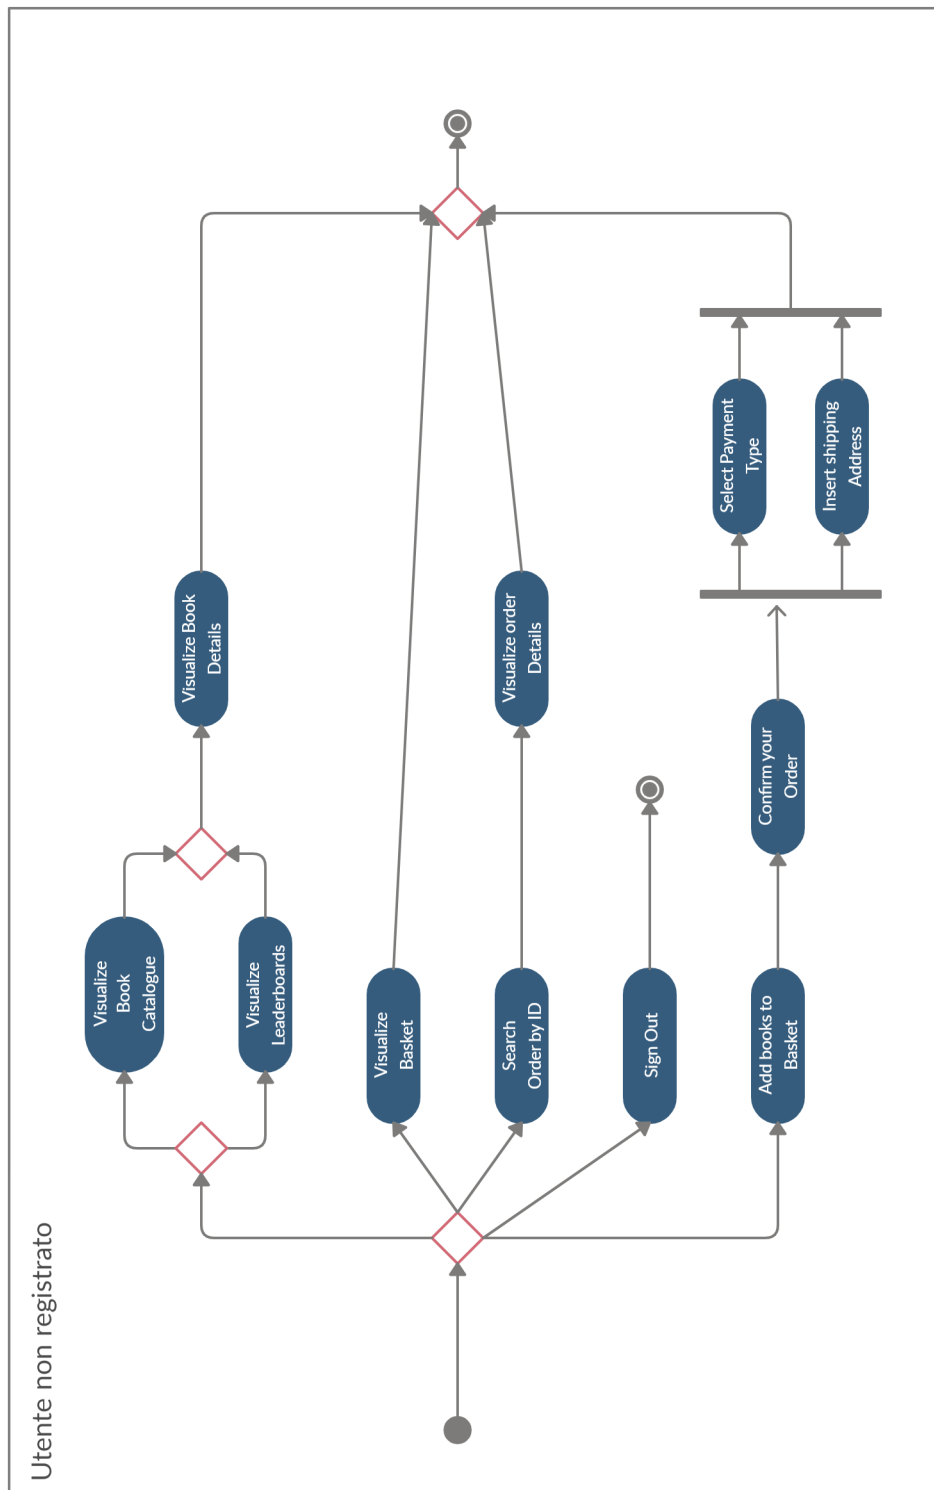 Utente non registrato
Visualize
Book
Catalogue
Visualize
Leaderboards
Visualize Book
Details
Visualize
Basket
Search
Order by ID
Visualize order
Details
Sign Out
Add books to
Basket
Confirm your
Order
Select Payment
Type
Insert shipping
Address